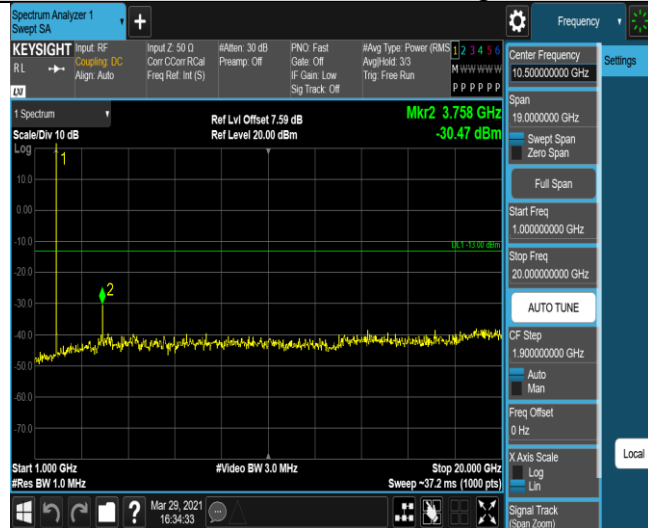 Spectrum Analyzer 1
Swept SA
+
Frequency
KEYSIGHT
RL
LXI
Input: RF
Coupling: DC
Align: Auto
Input Z: 50 Ω
Corr CCorr RCal
Freq Ref: Int (S)
#Atten: 30 dB
Preamp: Off
PNO: Fast
Gate: Off
IF Gain: Low
Sig Track: Off
#Avg Type: Power (RMS
Avg|Hold: 3/3
Trig: Free Run
1 2 3 4 5 6
M W W W W W
P P P P P P
1 Spectrum
Scale/Div 10 dB
Log
Ref Lvl Offset 7.59 dB
Ref Level 20.00 dBm
Mkr2 3.758 GHz
-30.47 dBm
1
10.0
0.00
-10.0
DL1 -13.00 dBm
-20.0
2
-30.0
-40.0
-50.0
-60.0
-70.0
Start 1.000 GHz
#Res BW 1.0 MHz
#Video BW 3.0 MHz
Stop 20.000 GHz
Sweep ~37.2 ms (1000 pts)
Mar 29, 2021
16:34:33
?
Center Frequency
10.500000000 GHz
Span
19.0000000 GHz
Swept Span
Zero Span
Full Span
Start Freq
1.000000000 GHz
Stop Freq
20.000000000 GHz
AUTO TUNE
CF Step
1.900000000 GHz
Auto
Man
Freq Offset
0 Hz
X Axis Scale
Log
Lin
Signal Track
(Span Zoom)
Settings
Local